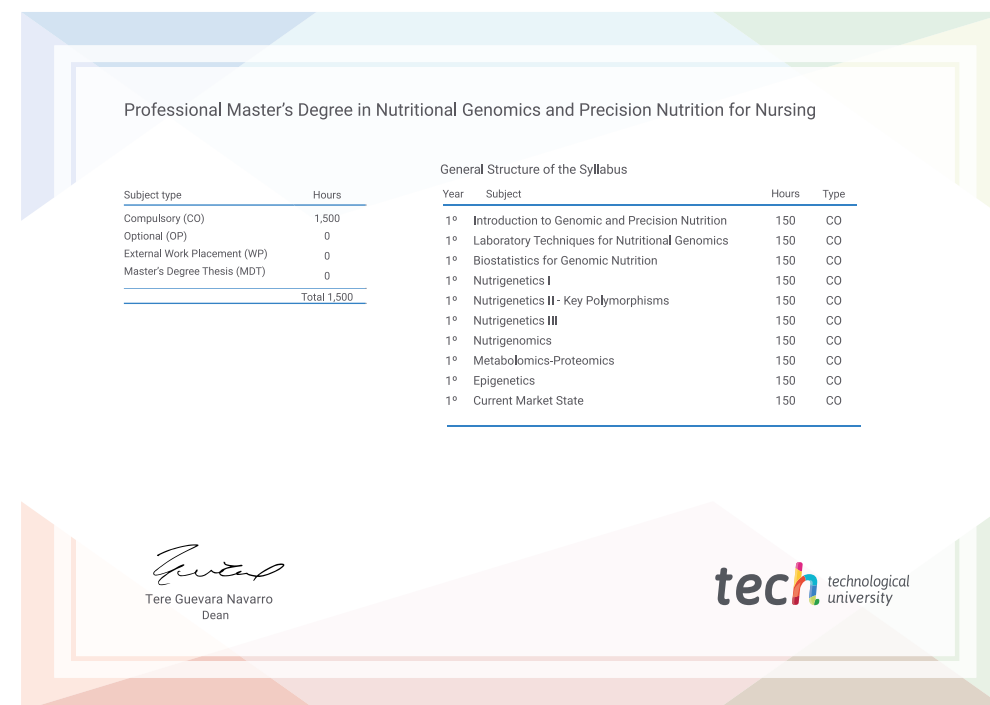 Professional Master's Degree in Nutritional Genomics and Precision Nutrition for Nursing
Subject type Hours
Compulsory (CO) 1,500
Optional (OP) 0
External Work Placement (WP) 0
Master's Degree Thesis (MDT) 0
Total 1,500
General Structure of the Syllabus
Year Subject Hours Type
1º Introduction to Genomic and Precision Nutrition 150 CO
1º Laboratory Techniques for Nutritional Genomics 150 CO
1º Biostatistics for Genomic Nutrition 150 CO
1º Nutrigenetics I 150 CO
1º Nutrigenetics II - Key Polymorphisms 150 CO
1º Nutrigenetics III 150 CO
1º Nutrigenomics 150 CO
1º Metabolomics-Proteomics 150 CO
1º Epigenetics 150 CO
1º Current Market State 150 CO
Tere Guevara Navarro
Dean
tech technological
university